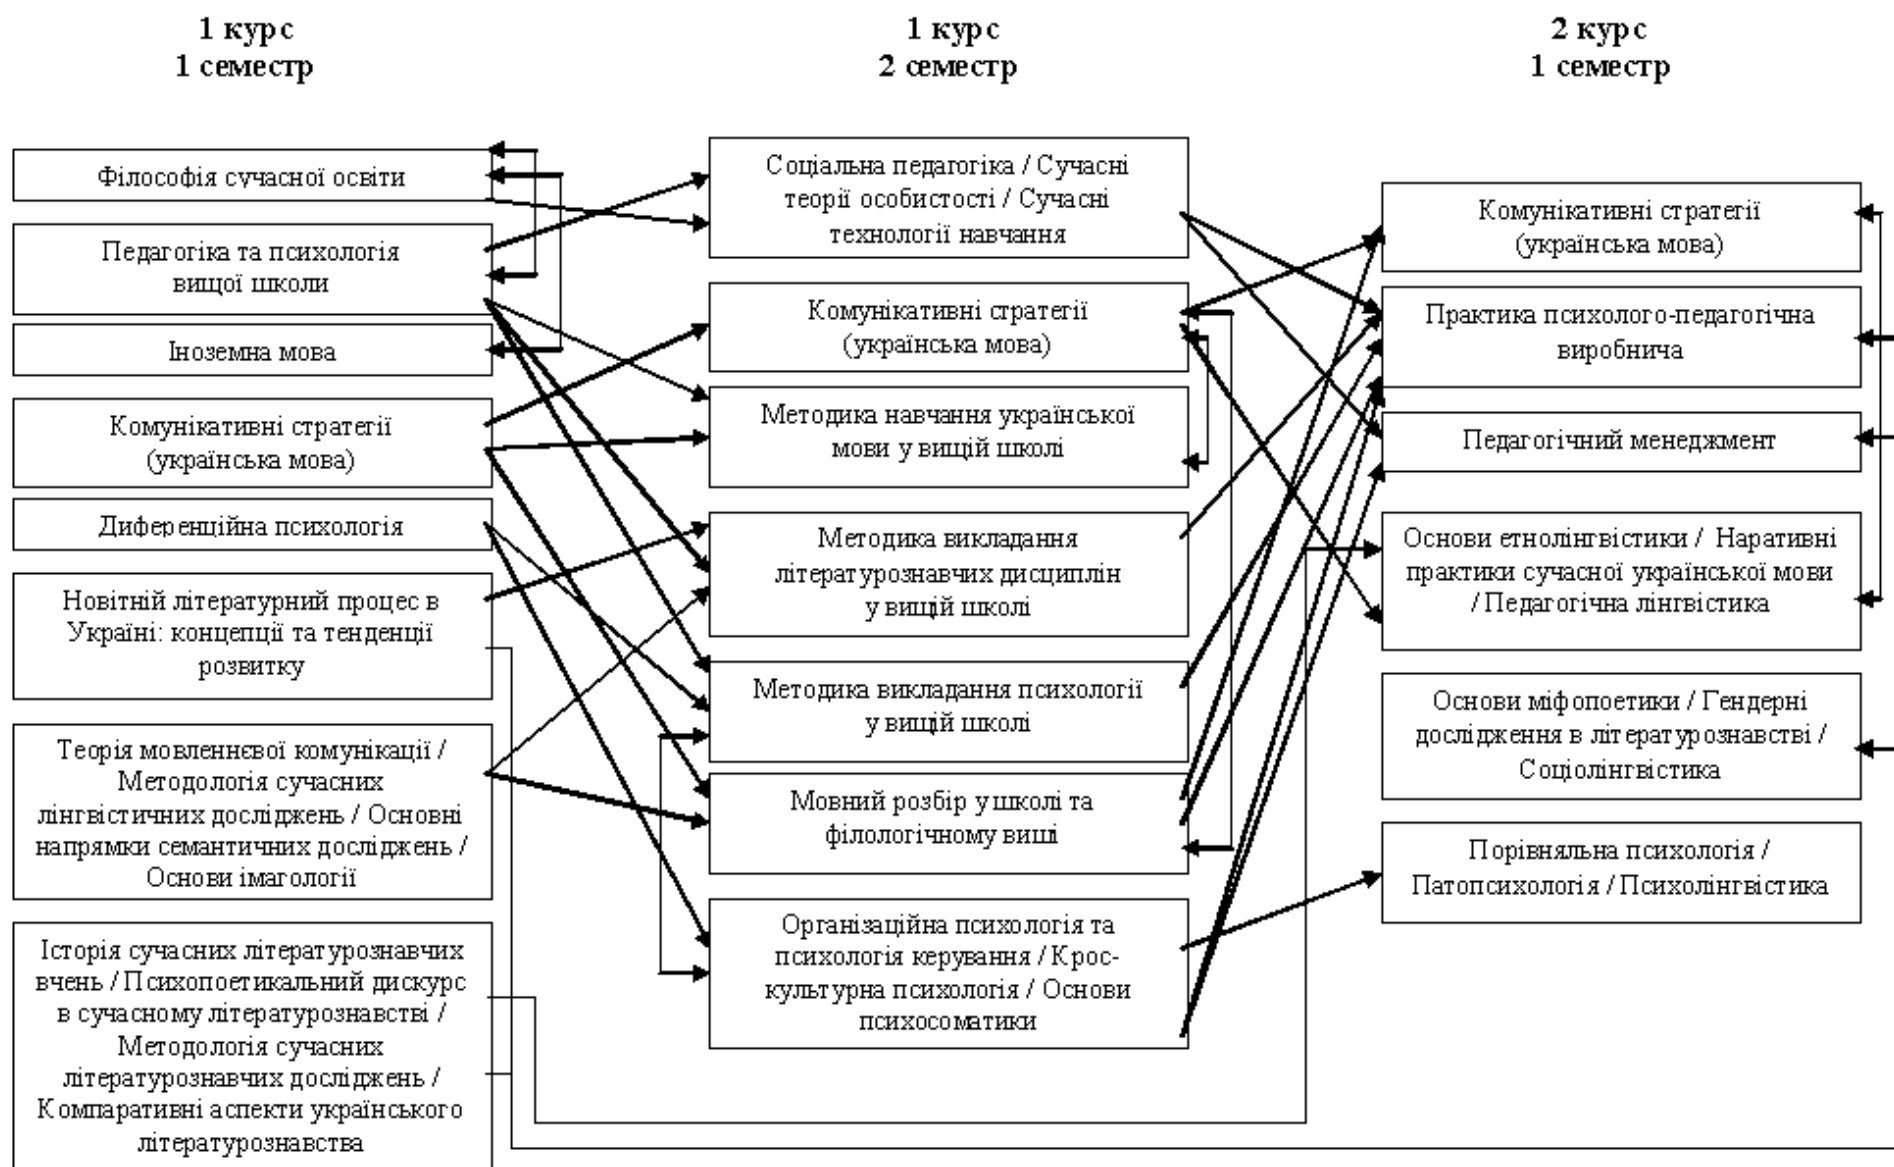 1 курс
1 семестр
1 курс
2 семестр
2 курс
1 семестр
Філософія сучасної освіти
Педагогіка та психологія
вищої школи
Іноземна мова
Комунікативні стратегії
(українська мова)
Диференційна психологія
Новітній літературний процес в
Україні: концепції та тенденції
розвитку
Теорія мовленнєвої комунікації /
Методологія сучасних
лінгвістичних досліджень / Основні
напрямки семантичних досліджень /
Основи імагології
Історія сучасних літературознавчих
вчень / Психопоетикальний дискурс
в сучасному літературознавстві /
Методологія сучасних
літературознавчих досліджень /
Компаративні аспекти українського
літературознавства
Соціальна педагогіка / Сучасні
теорії особистості / Сучасні
технології навчання
Комунікативні стратегії
(українська мова)
Методика навчання української
мови у вищій школі
Методика викладання
літературознавчих дисциплін
у вищій школі
Методика викладання психології
у вищій школі
Мовний розбір у школі та
філологічному виші
Організаційна психологія та
психологія керування / Крос-
культурна психологія / Основи
психосоматики
Комунікативні стратегії
(українська мова)
Практика психолого-педагогічна
виробнича
Педагогічний менеджмент
Основи етнолінгвістики / Наративні
практики сучасної української мови
/ Педагогічна лінгвістика
Основи міфопоетики / Гендерні
дослідження в літературознавстві /
Соціолінгвістика
Порівняльна психологія /
Патопсихологія / Психолінгвістика